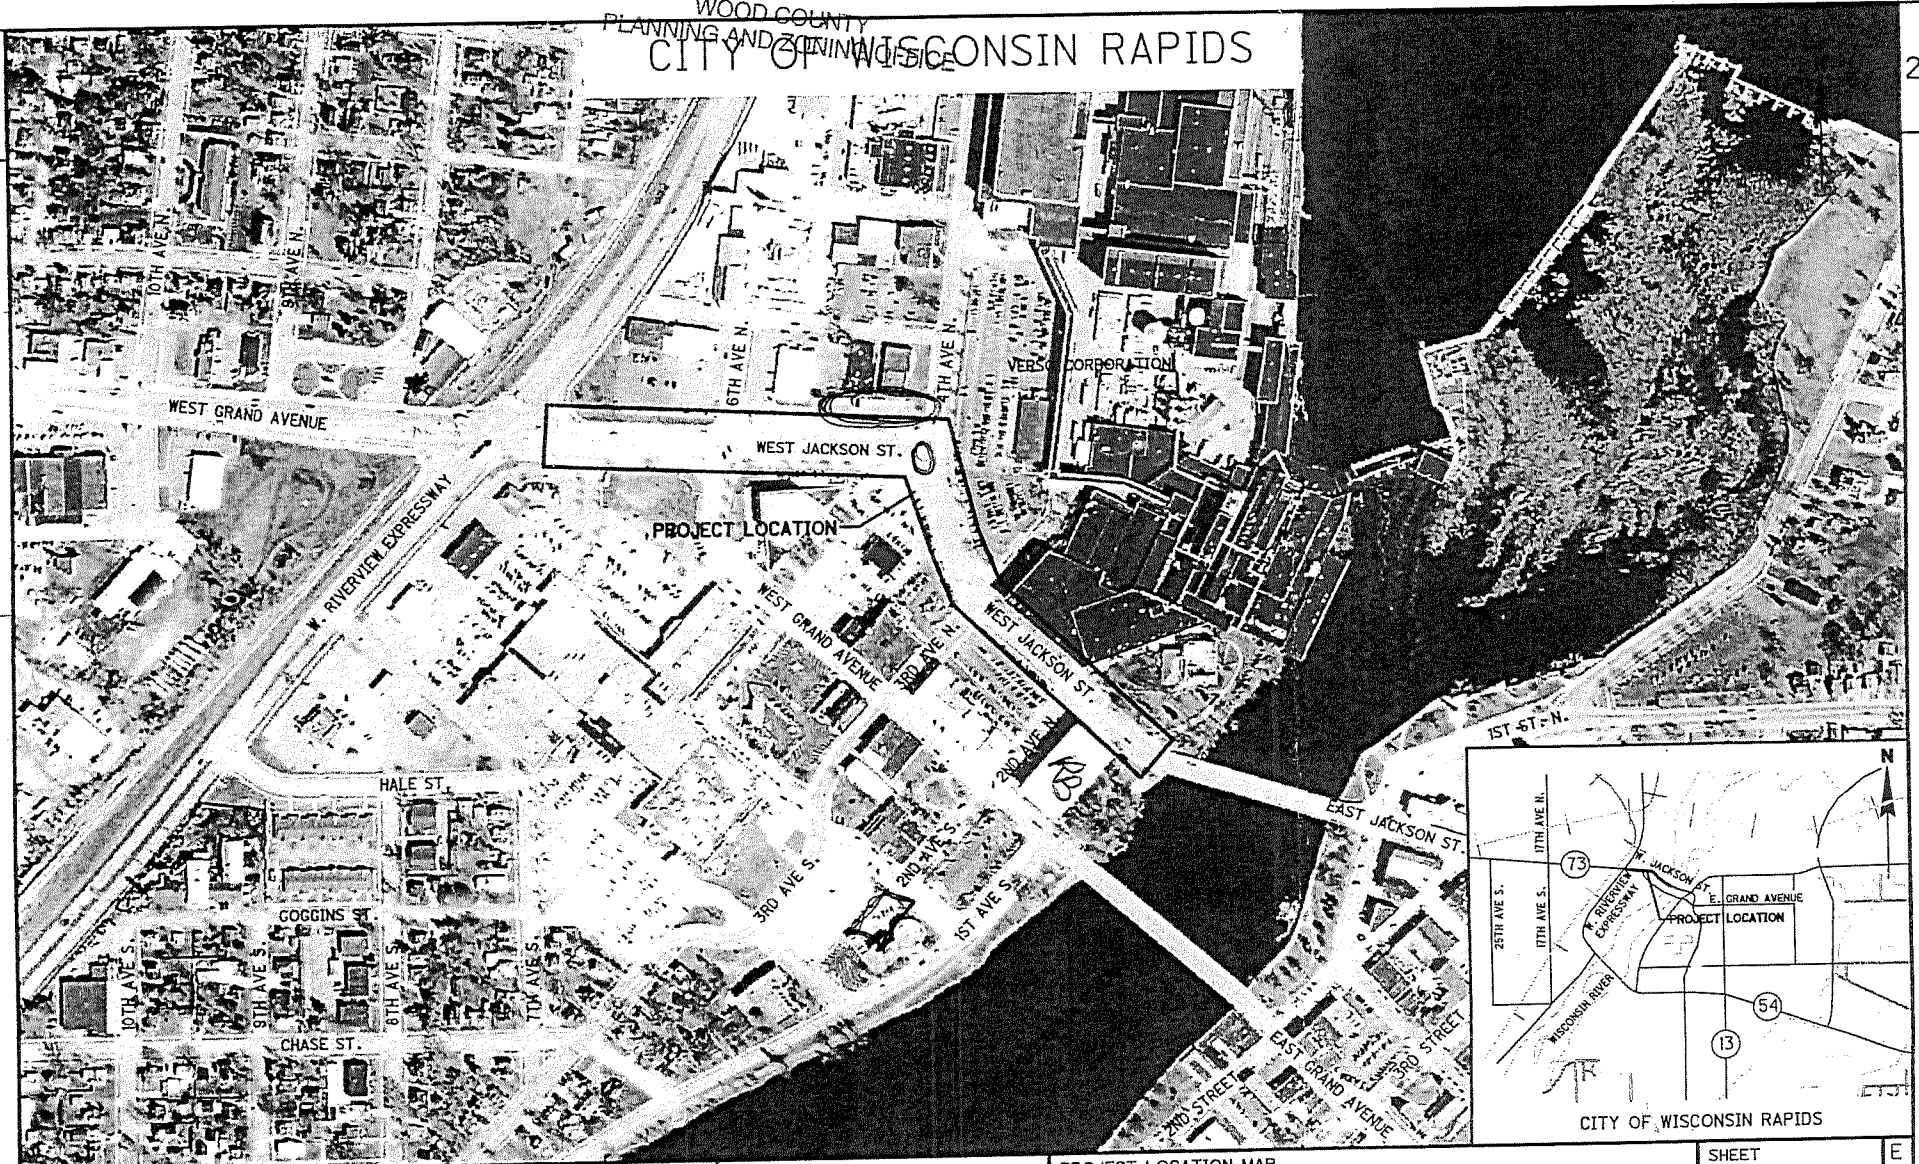 WOOD COUNTY
PLANNING AND ZONING OFFICE
CITY OF WISCONSIN RAPIDS
2
10TH AVE N.
9TH AVE N.
6TH AVE N.
4TH AVE N.
VERSO CORPORATION
WEST GRAND AVENUE
WEST JACKSON ST.
W. RIVERVIEW EXPRESSWAY
PROJECT LOCATION
WEST GRAND AVENUE
3RD AVE N.
WEST JACKSON ST.
2ND AVE N.
1ST ST. N.
HALE ST.
EAST JACKSON ST.
3RD AVE S.
2ND AVE S.
1ST AVE S.
GOGGINS ST.
10TH AVE S.
9TH AVE S.
8TH AVE S.
7TH AVE S.
CHASE ST.
2ND STREET
EAST GRAND AVENUE
3RD STREET
N
17TH AVE N.
73
W. JACKSON ST.
W. RIVERVIEW
EXPRESSWAY
E. GRAND AVENUE
PROJECT LOCATION
25TH AVE S.
17TH AVE S.
WISCONSIN RIVER
54
13
CITY OF WISCONSIN RAPIDS
PROJECT LOCATION MAP
SHEET
E